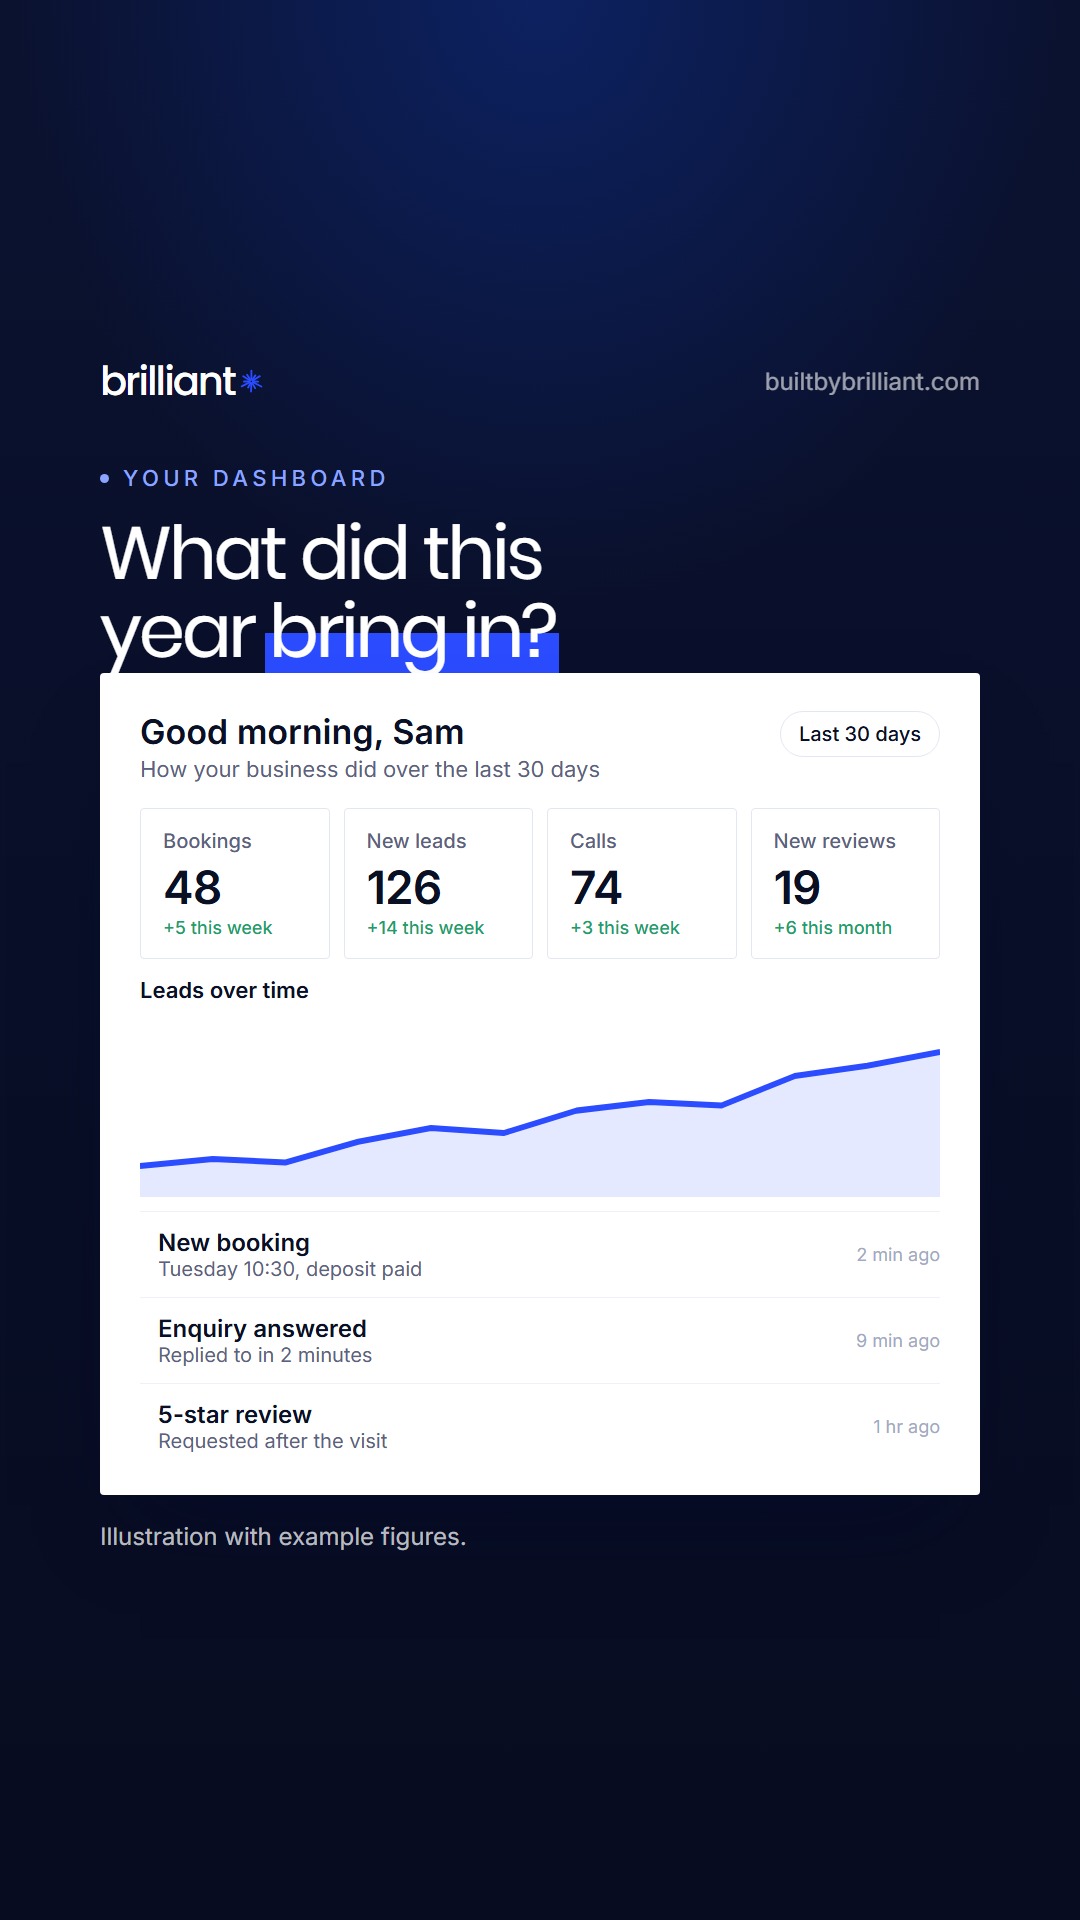 brilliant
builtbybrilliant.com
YOUR DASHBOARD
What did this
year bring in?
Good morning, Sam
Last 30 days
How your business did over the last 30 days
Bookings
48
+5 this week
New leads
126
+14 this week
Calls
74
+3 this week
New reviews
19
+6 this month
Leads over time
New booking
Tuesday 10:30, deposit paid
2 min ago
Enquiry answered
Replied to in 2 minutes
9 min ago
5-star review
Requested after the visit
1 hr ago
Illustration with example figures.